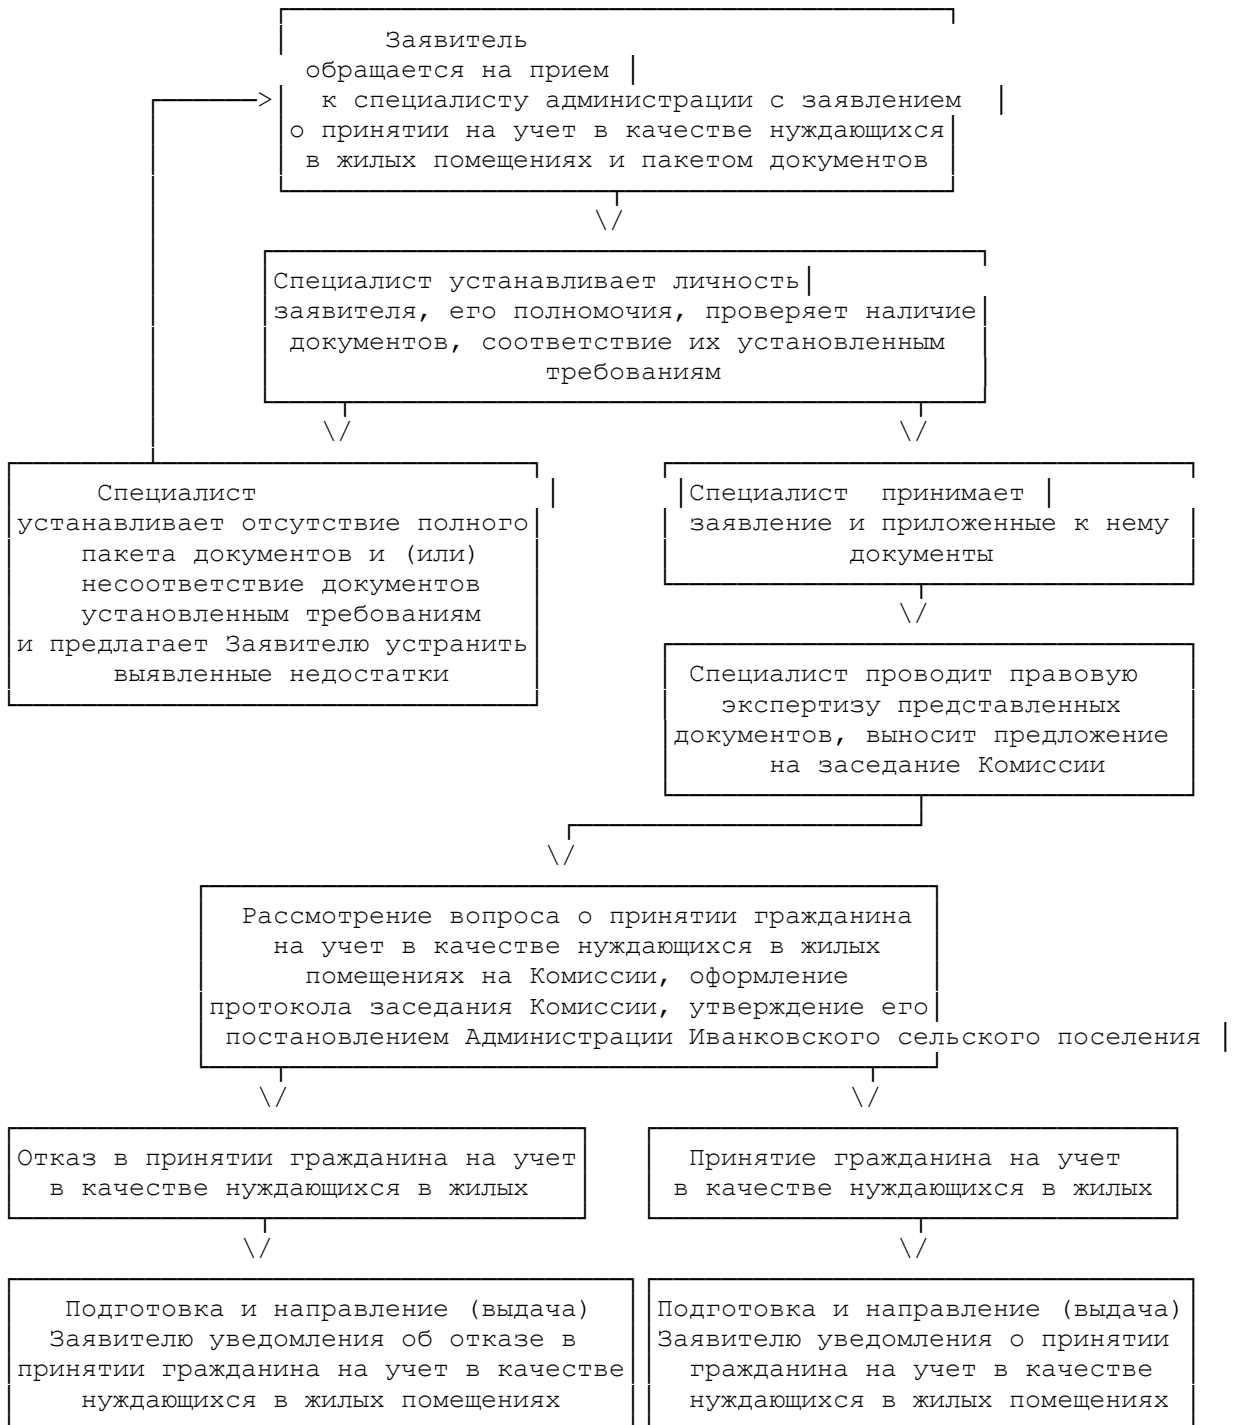 Заявитель
обращается на прием
к специалисту администрации с заявлением
о принятии на учет в качестве нуждающихся
в жилых помещениях и пакетом документов
Специалист устанавливает личность
заявителя, его полномочия, проверяет наличие
документов, соответствие их установленным
требованиям
Специалист
устанавливает отсутствие полного
пакета документов и (или)
несоответствие документов
установленным требованиям
и предлагает Заявителю устранить
выявленные недостатки
Специалист принимает
заявление и приложенные к нему
документы
Специалист проводит правовую
экспертизу представленных
документов, выносит предложение
на заседание Комиссии
Рассмотрение вопроса о принятии гражданина
на учет в качестве нуждающихся в жилых
помещениях на Комиссии, оформление
протокола заседания Комиссии, утверждение его
постановлением Администрации Иванковского сельского поселения
Отказ в принятии гражданина на учет
в качестве нуждающихся в жилых
Принятие гражданина на учет
в качестве нуждающихся в жилых
Подготовка и направление (выдача)
Заявителю уведомления об отказе в
принятии гражданина на учет в качестве
нуждающихся в жилых помещениях
Подготовка и направление (выдача)
Заявителю уведомления о принятии
гражданина на учет в качестве
нуждающихся в жилых помещениях